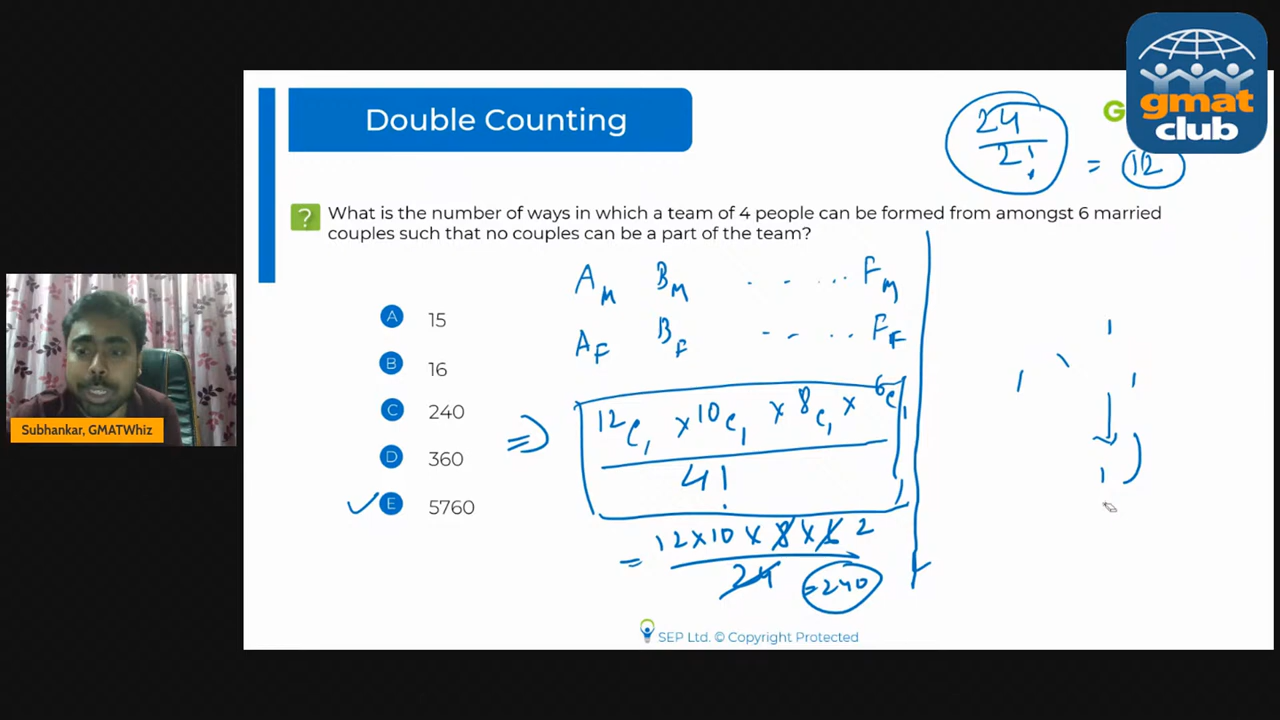 Double Counting
G
gmat
club
24
2!
= 12
? What is the number of ways in which a team of 4 people can be formed from amongst 6 married
couples such that no couples can be a part of the team?
A_M B_M . - . ... F_M
A_F B_F - - ... F_F
A 15
B 16
C 240
D 360
✓ E 5760
⇒ ¹²C₁ × ¹⁰C₁ × ⁸C₁ × ⁶C₁
4!
= 12 × 10 × 8 × 6 2
24 = 240
Subhankar, GMATWhiz
SEP Ltd. © Copyright Protected